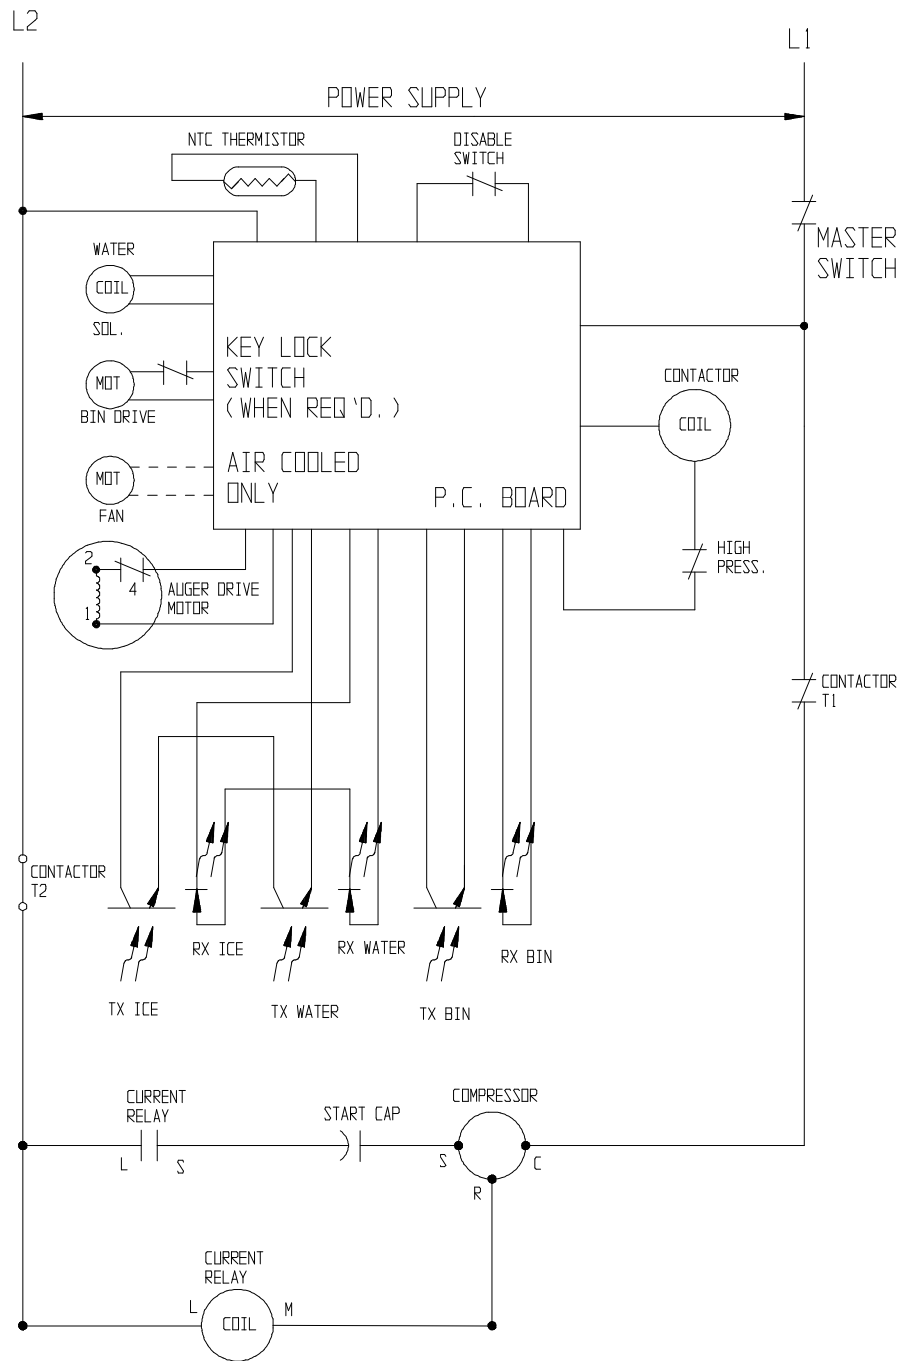 L2
L1
POWER SUPPLY
NTC THERMISTOR
DISABLE
SWITCH
MASTER
SWITCH
WATER
COIL
SOL.
KEY LOCK
SWITCH
(WHEN REQ'D.)
MOT
BIN DRIVE
CONTACTOR
COIL
AIR COOLED
ONLY
MOT
FAN
P.C. BOARD
HIGH
PRESS.
2
4
1
AUGER DRIVE
MOTOR
CONTACTOR
T1
CONTACTOR
T2
RX ICE
RX WATER
RX BIN
TX ICE
TX WATER
TX BIN
CURRENT
RELAY
START CAP
COMPRESSOR
L
S
S
C
R
CURRENT
RELAY
L
M
COIL